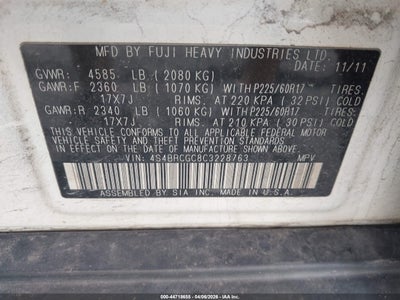 MFD. BY FUJI HEAVY INDUSTRIES LTD.
DATE: 11/11
GVWR: 4585 LB (2080 KG)
GAWR:F 2360 LB (1070 KG) WITH P225/60R17 TIRES,
17X7J RIMS, AT 220 KPA (32 PSI) COLD
GAWR:R 2340 LB (1060 KG) WITH P225/60R17 TIRES,
17X7J RIMS, AT 210 KPA (30 PSI) COLD
THIS VEHICLE CONFORMS TO ALL APPLICABLE FEDERAL MOTOR
VEHICLE SAFETY AND THEFT PREVENTION STANDARDS
IN EFFECT ON THE DATE OF MANUFACTURE SHOWN ABOVE.
VIN: 4S4BRCGC8C3228763 MPV
ASSEMBLED BY SIA INC. IN U.S.A.
000-44718655 - 04/06/2026 - IAA Inc.